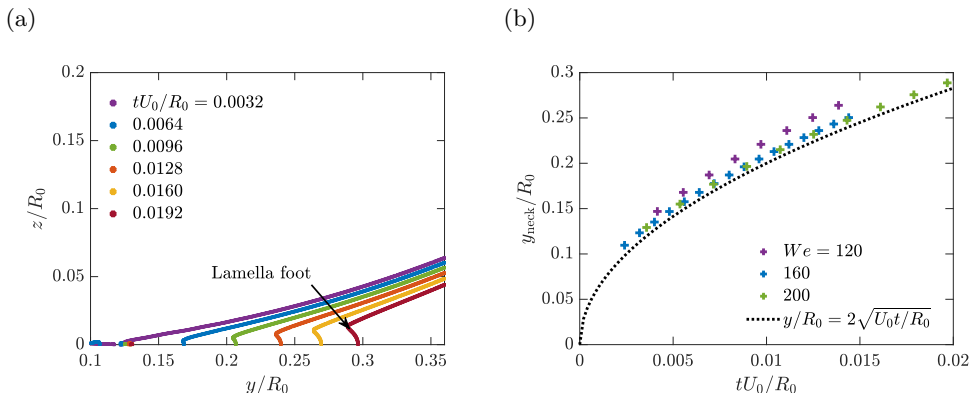 (a)
z/R₀
0.2
0.15
0.1
0.05
0
tU₀/R₀ = 0.0032
0.0064
0.0096
0.0128
0.0160
0.0192
Lamella foot
0.1 0.15 0.2 0.25 0.3 0.35
y/R₀
(b)
y_neck/R₀
0.3
0.25
0.2
0.15
0.1
0.05
0
We = 120
160
200
y/R₀ = 2√U₀t/R₀
0 0.005 0.01 0.015 0.02
tU₀/R₀